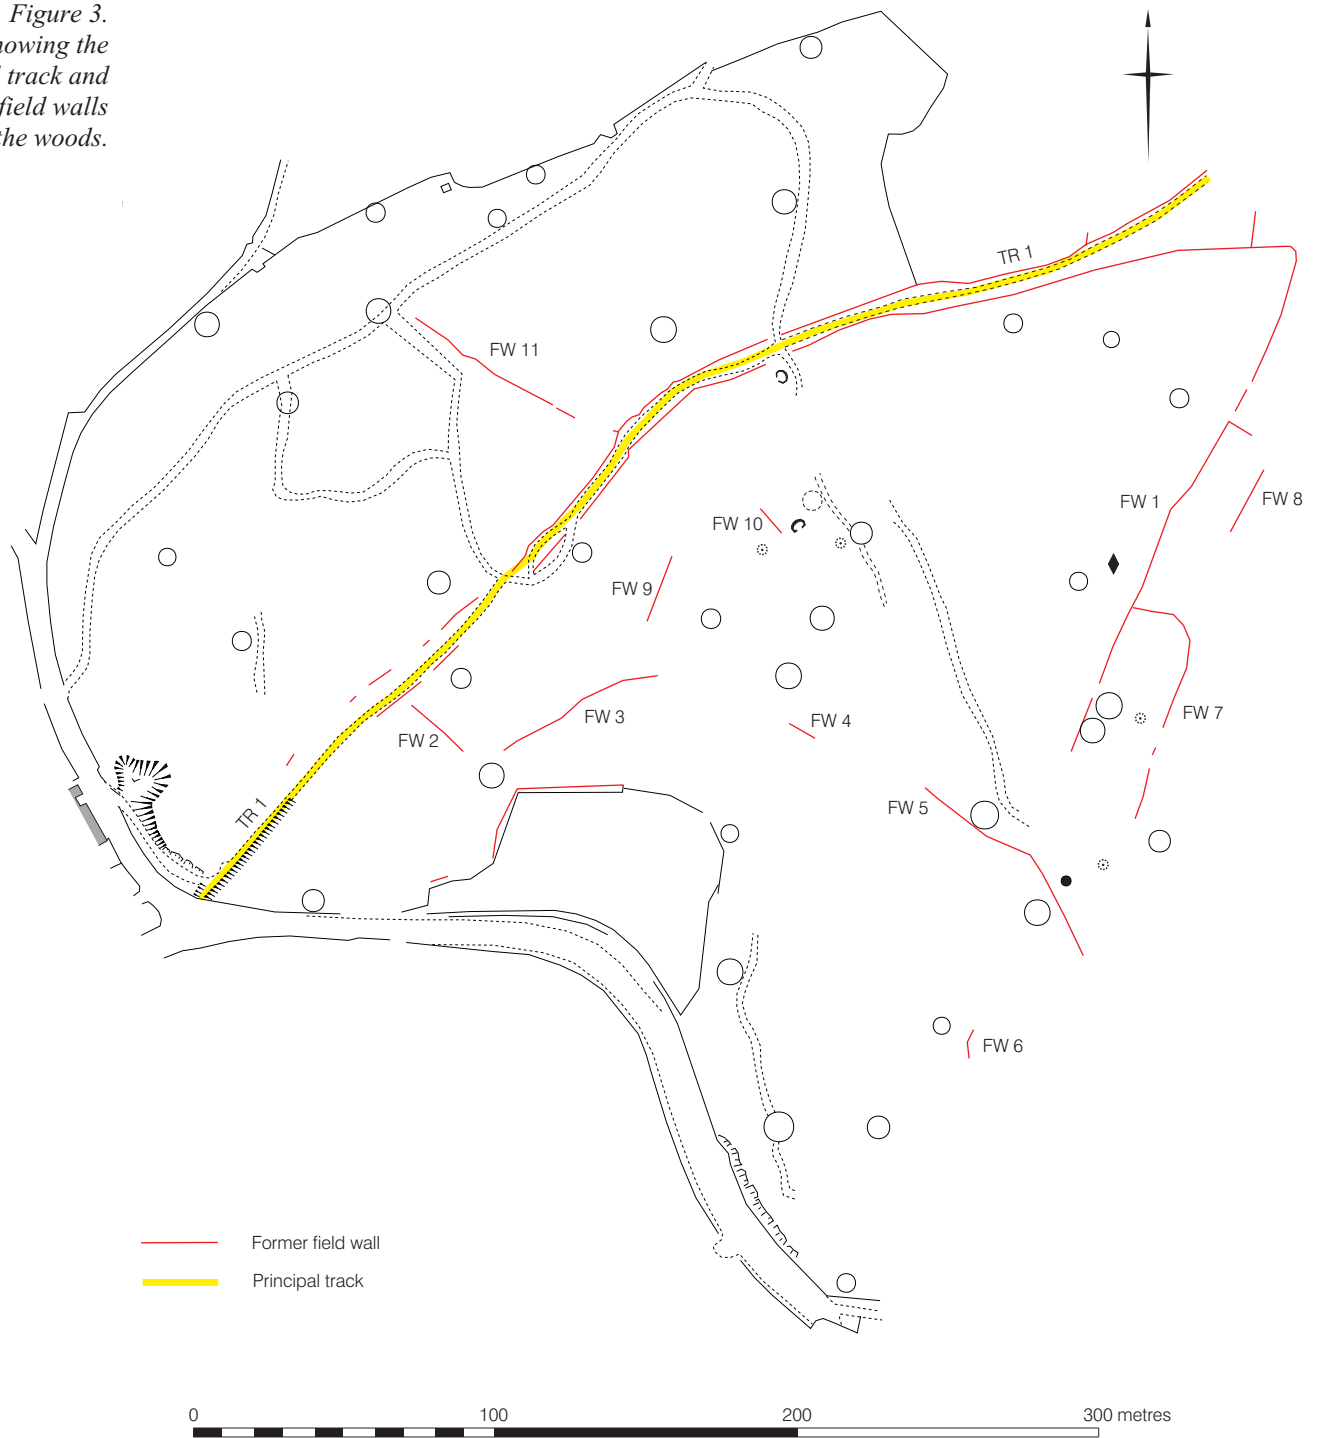 Figure 3.
howing the
track and
field walls
the woods.
TR 1
FW 11
FW 1
FW 8
FW 10
FW 9
FW 3
FW 4
FW 2
FW 7
FW 5
TR 1
FW 6
Former field wall
Principal track
0 100 200 300 metres